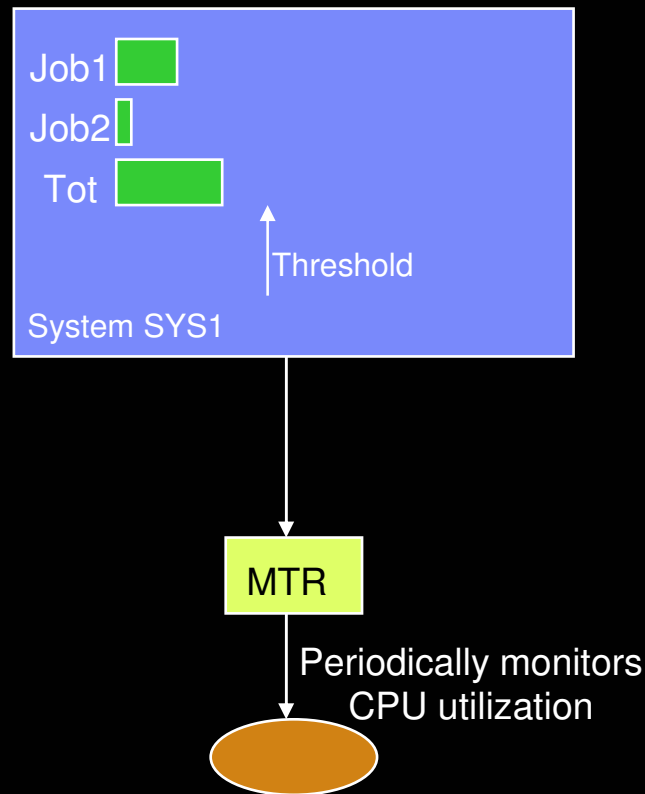 Job1
Job2
Tot
Threshold
System SYS1
MTR
Periodically monitors
CPU utilization